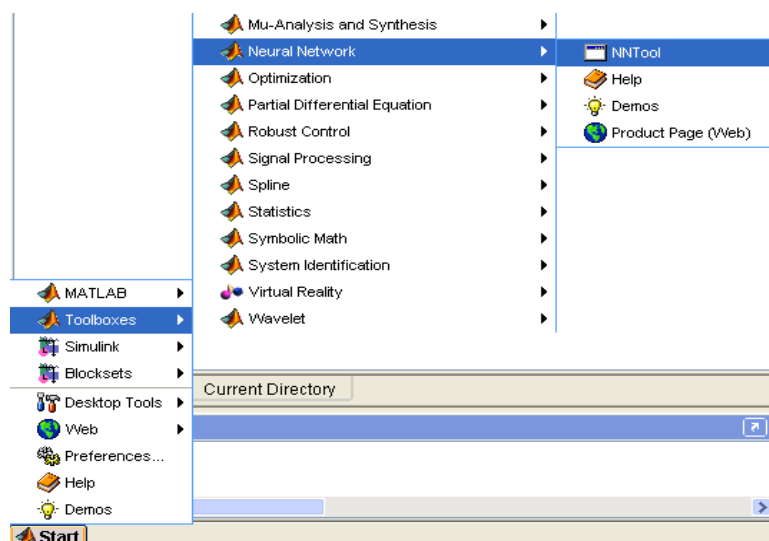 Mu-Analysis and Synthesis
Neural Network
Optimization
Partial Differential Equation
Robust Control
Signal Processing
Spline
Statistics
Symbolic Math
System Identification
Virtual Reality
Wavelet
NNTool
Help
Demos
Product Page (Web)
MATLAB
Toolboxes
Simulink
Blocksets
Desktop Tools
Web
Preferences...
Help
Demos
Current Directory
Start